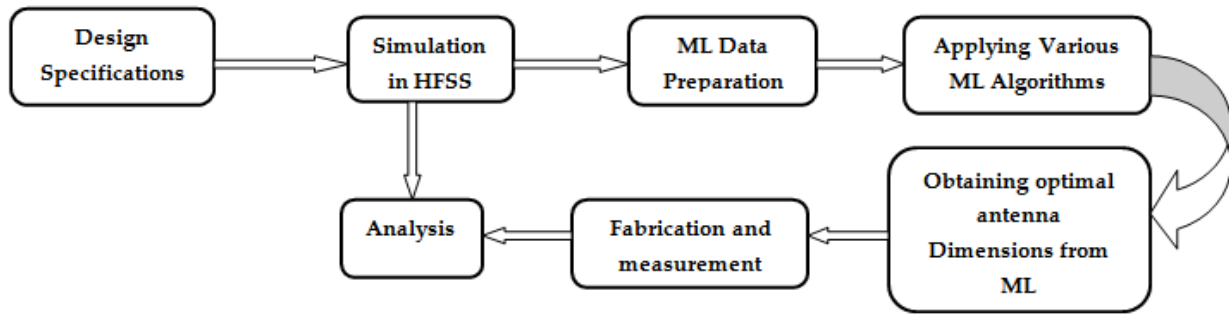 Design
Specifications
Simulation
in HFSS
ML Data
Preparation
Applying Various
ML Algorithms
Obtaining optimal
antenna
Dimensions from
ML
Fabrication and
measurement
Analysis